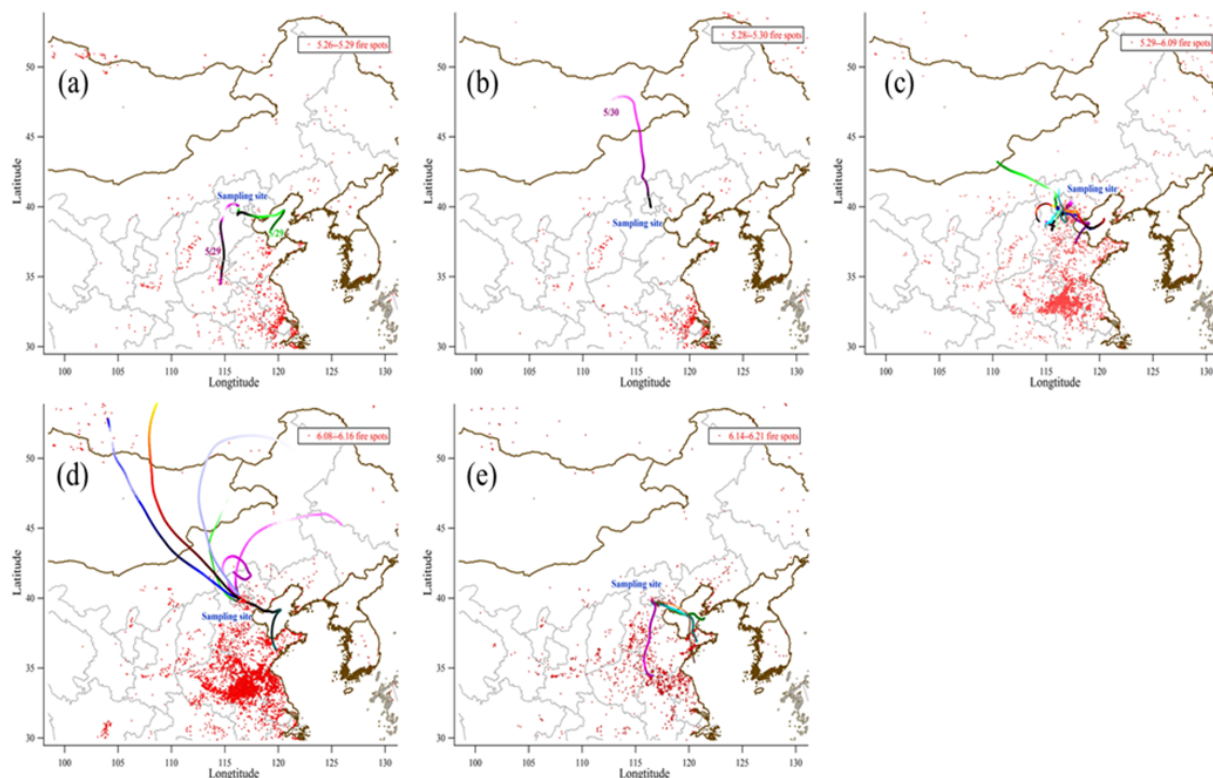 5.26--5.29 fire spots
(a)
Sampling site
5/29
5/29
Latitude
50
45
40
35
30
100 105 110 115 120 125 130
Longtitude
5.28--5.30 fire spots
(b)
5/30
Sampling site
Latitude
50
45
40
35
30
100 105 110 115 120 125 130
Longtitude
5.29--6.09 fire spots
(c)
Sampling site
Latitude
50
45
40
35
30
100 105 110 115 120 125 130
Longtitude
6.08--6.16 fire spots
(d)
Sampling site
Latitude
50
45
40
35
30
100 105 110 115 120 125 130
Longtitude
6.14--6.21 fire spots
(e)
Sampling site
Latitude
50
45
40
35
30
100 105 110 115 120 125 130
Longtitude